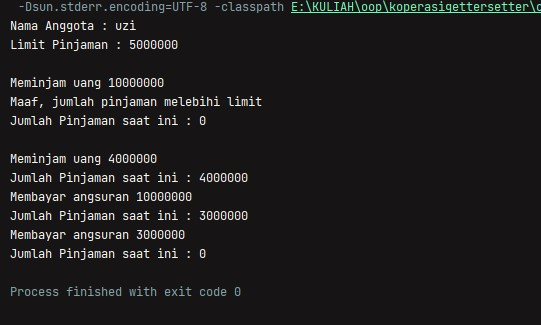 -Dsun.stderr.encoding=UTF-8 -classpath E:\KULIAH\oop\koperasigettersetter\
Nama Anggota : uzi
Limit Pinjaman : 5000000
Meminjam uang 10000000
Maaf, jumlah pinjaman melebihi limit
Jumlah Pinjaman saat ini : 0
Meminjam uang 4000000
Jumlah Pinjaman saat ini : 4000000
Membayar angsuran 10000000
Jumlah Pinjaman saat ini : 3000000
Membayar angsuran 3000000
Jumlah Pinjaman saat ini : 0
Process finished with exit code 0